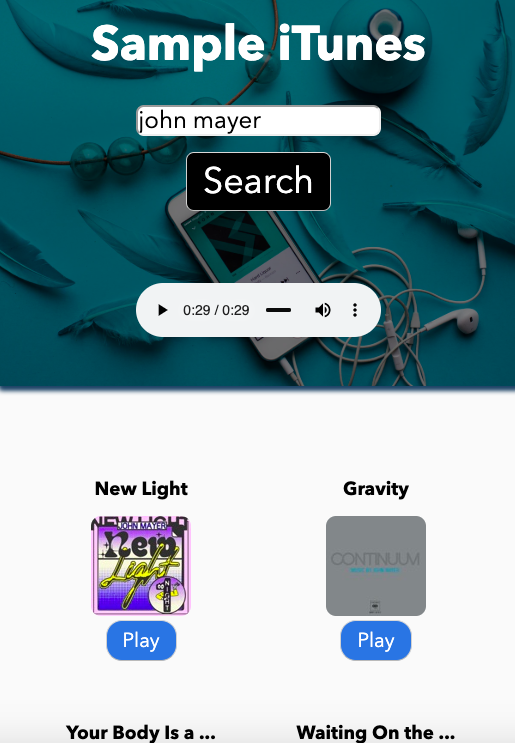 Sample iTunes
john mayer
Search
0:29 / 0:29
New Light
Gravity
NEW LIGHT
JOHN MAYER
New
Light
CONTINUUM
Play
Play
Your Body Is a ...
Waiting On the ...